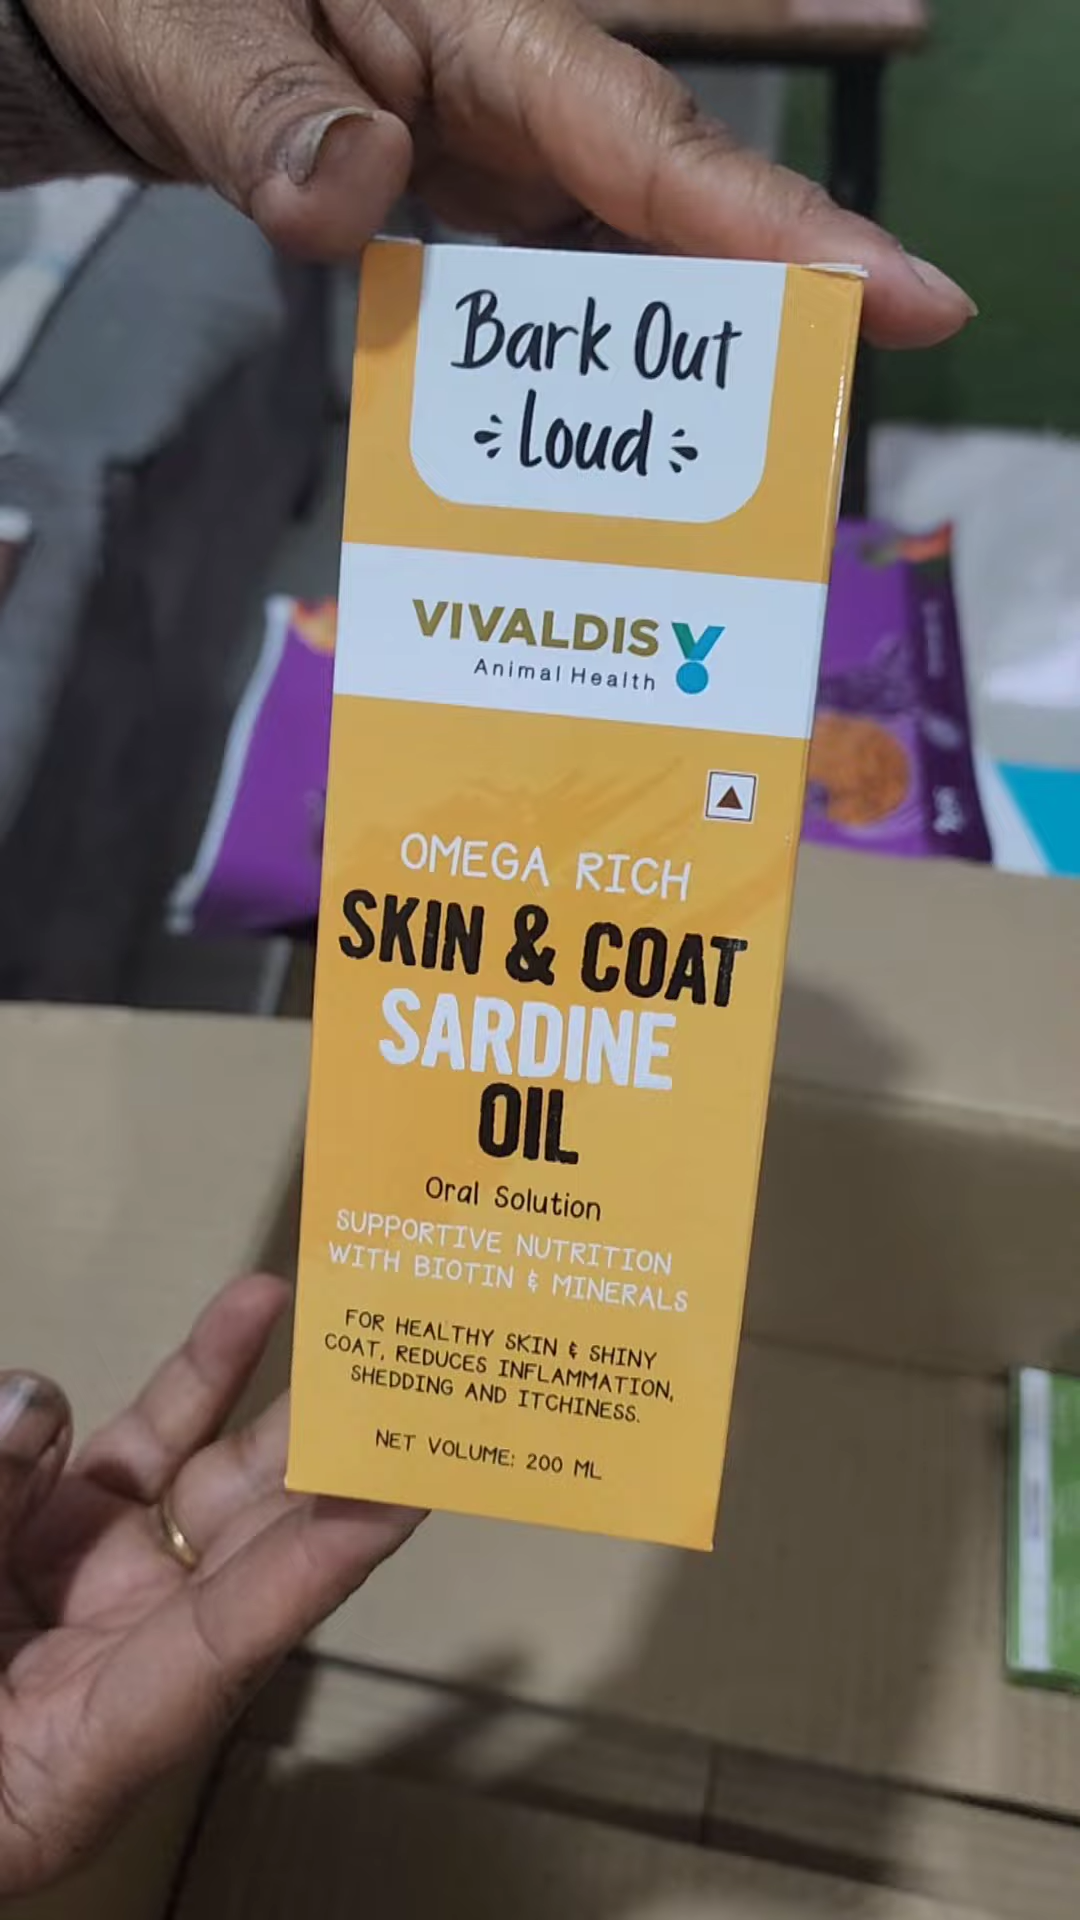 Bark Out
Loud
VIVALDIS
Animal Health
OMEGA RICH
SKIN & COAT
SARDINE
OIL
Oral Solution
SUPPORTIVE NUTRITION
WITH BIOTIN & MINERALS
FOR HEALTHY SKIN & SHINY
COAT, REDUCES INFLAMMATION,
SHEDDING AND ITCHINESS.
NET VOLUME: 200 ML